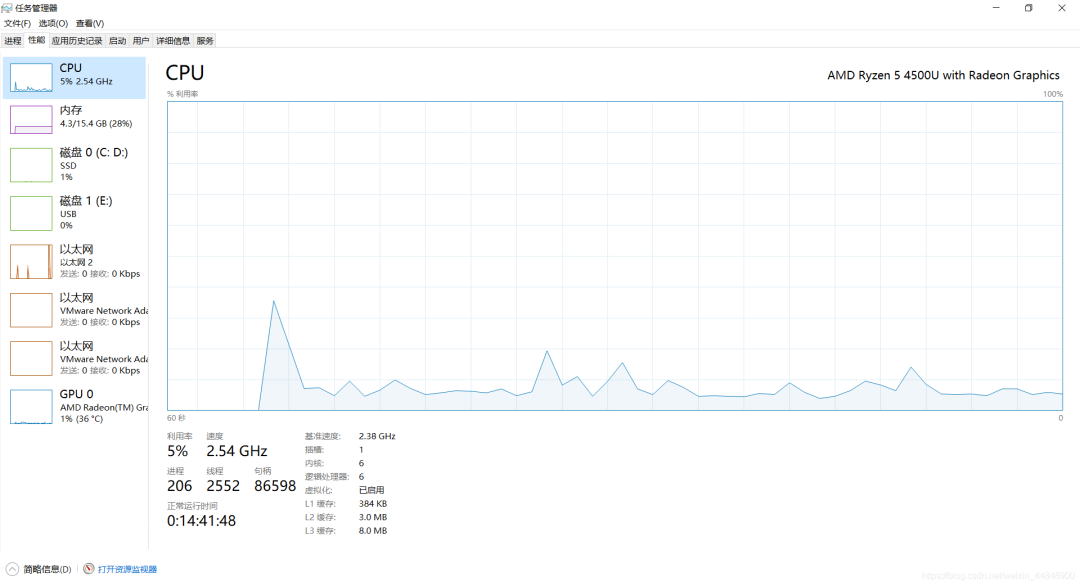 任务管理器
文件(F) 选项(O) 查看(V)
进程 性能 应用历史记录 启动 用户 详细信息 服务
CPU
5% 2.54 GHz
内存
4.3/15.4 GB (28%)
磁盘 0 (C: D:)
SSD
1%
磁盘 1 (E:)
USB
0%
以太网
以太网 2
发送: 0 接收: 0 Kbps
以太网
VMware Network Ada
发送: 0 接收: 0 Kbps
以太网
VMware Network Ada
发送: 0 接收: 0 Kbps
GPU 0
AMD Radeon(TM) Gra
1% (36 °C)
CPU
AMD Ryzen 5 4500U with Radeon Graphics
% 利用率 100%
60 秒 0
利用率 速度
5% 2.54 GHz
进程 线程 句柄
206 2552 86598
正常运行时间
0:14:41:48
基准速度: 2.38 GHz
插槽: 1
内核: 6
逻辑处理器: 6
虚拟化: 已启用
L1 缓存: 384 KB
L2 缓存: 3.0 MB
L3 缓存: 8.0 MB
简略信息(D) 打开资源监视器